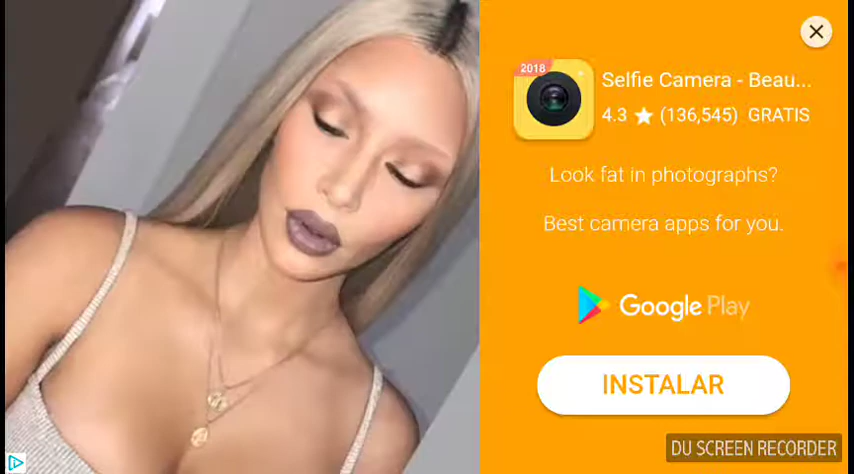 2018
Selfie Camera - Beau...
4.3 ★ (136,545) GRATIS
Look fat in photographs?
Best camera apps for you.
Google Play
INSTALAR
DU SCREEN RECORDER